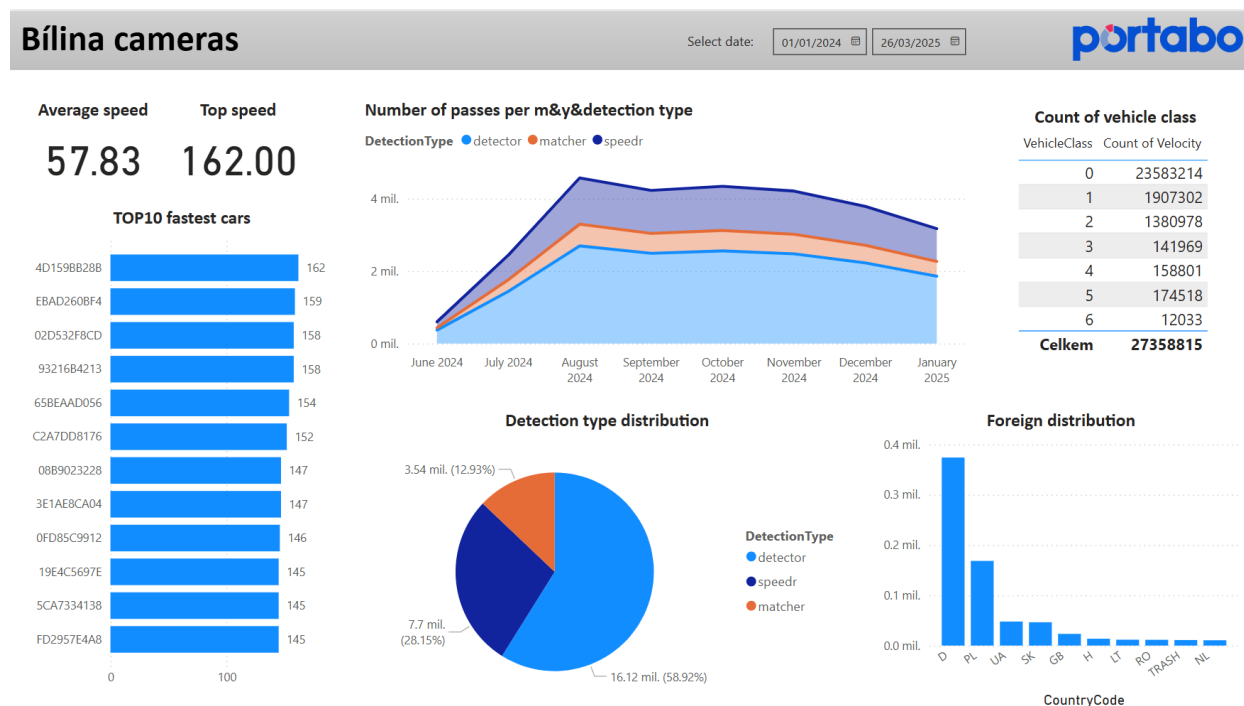 Bílina cameras
Select date:
01/01/2024
26/03/2025
portabo
Average speed
Top speed
57.83
162.00
TOP10 fastest cars
4D159BB28B
162
EBAD260BF4
159
02D532F8CD
158
93216B4213
158
65BEAAD056
154
C2A7DD8176
152
08B9023228
147
3E1AE8CA04
147
0FD85C9912
146
19E4C5697E
145
5CA7334138
145
FD2957E4A8
145
0
100
Number of passes per m&y&detection type
DetectionType detector matcher speedr
4 mil.
2 mil.
0 mil.
June 2024
July 2024
August
2024
September
2024
October
2024
November
2024
December
2024
January
2025
Count of vehicle class
VehicleClass Count of Velocity
0 23583214
1 1907302
2 1380978
3 141969
4 158801
5 174518
6 12033
Celkem 27358815
Detection type distribution
3.54 mil. (12.93%)
7.7 mil.
(28.15%)
16.12 mil. (58.92%)
DetectionType
detector
speedr
matcher
Foreign distribution
0.4 mil.
0.3 mil.
0.2 mil.
0.1 mil.
0.0 mil.
D
PL
UA
SK
GB
H
LT
RO
TRASH
NL
CountryCode